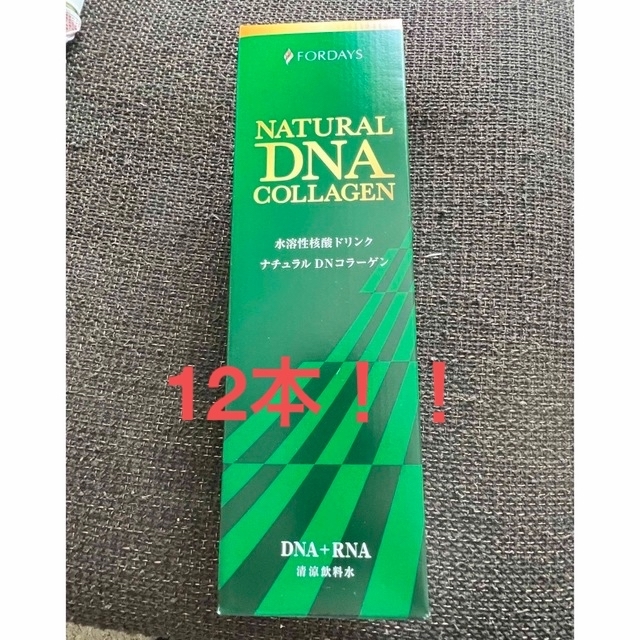 FORDAYS
NATURAL
DNA
COLLAGEN
水溶性核酸ドリンク
ナチュラル DNコラーゲン
12本！！
DNA+RNA
清涼飲料水